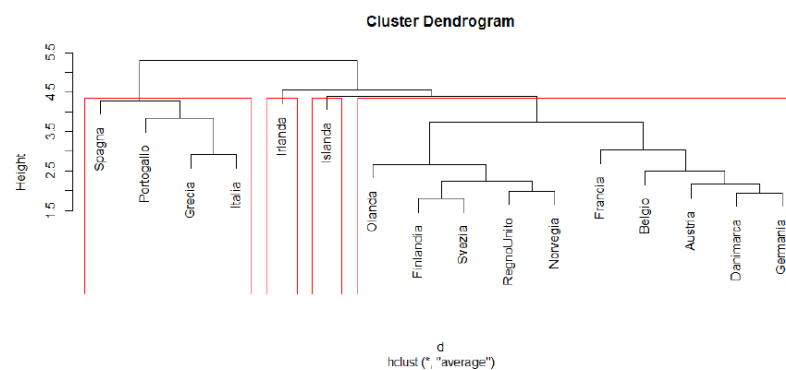 Cluster Dendrogram
Height
5.5
4.5
3.5
2.5
1.5
Spagna
Portogallo
Grecia
Italia
Irlanda
Islanda
Olanda
Finlandia
Svezia
RegnoUnito
Norvegia
Francia
Belgio
Austria
Danimarca
Germania
d
hclust (*, "average")